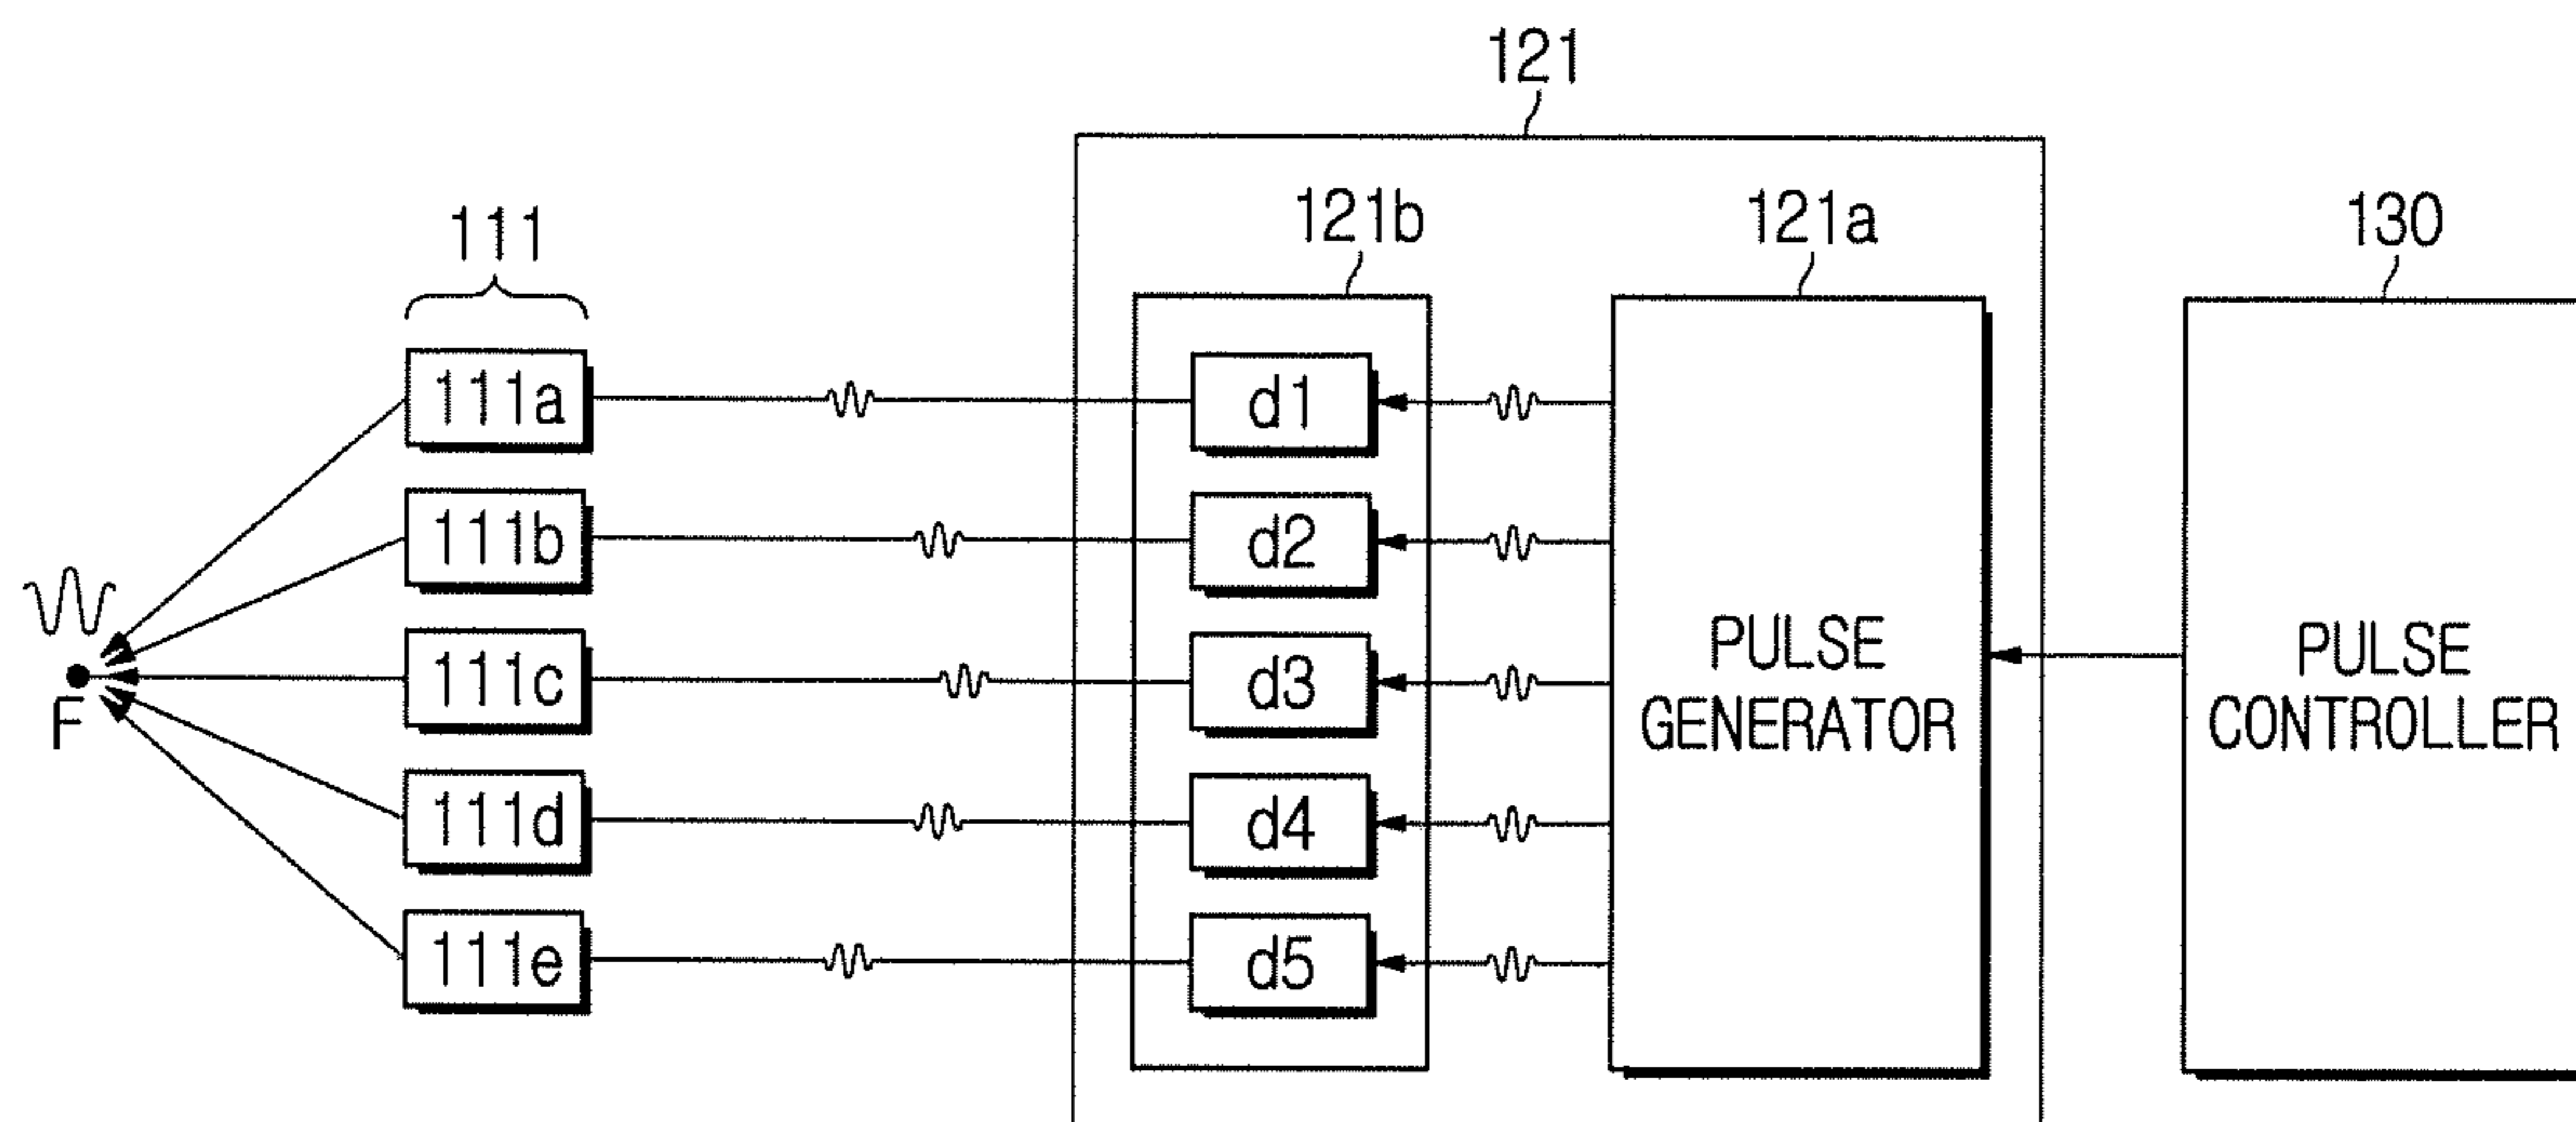 121
121b
121a
130
111
111a
d1
111b
d2
111c
d3
111d
d4
111e
d5
F
PULSE
GENERATOR
PULSE
CONTROLLER